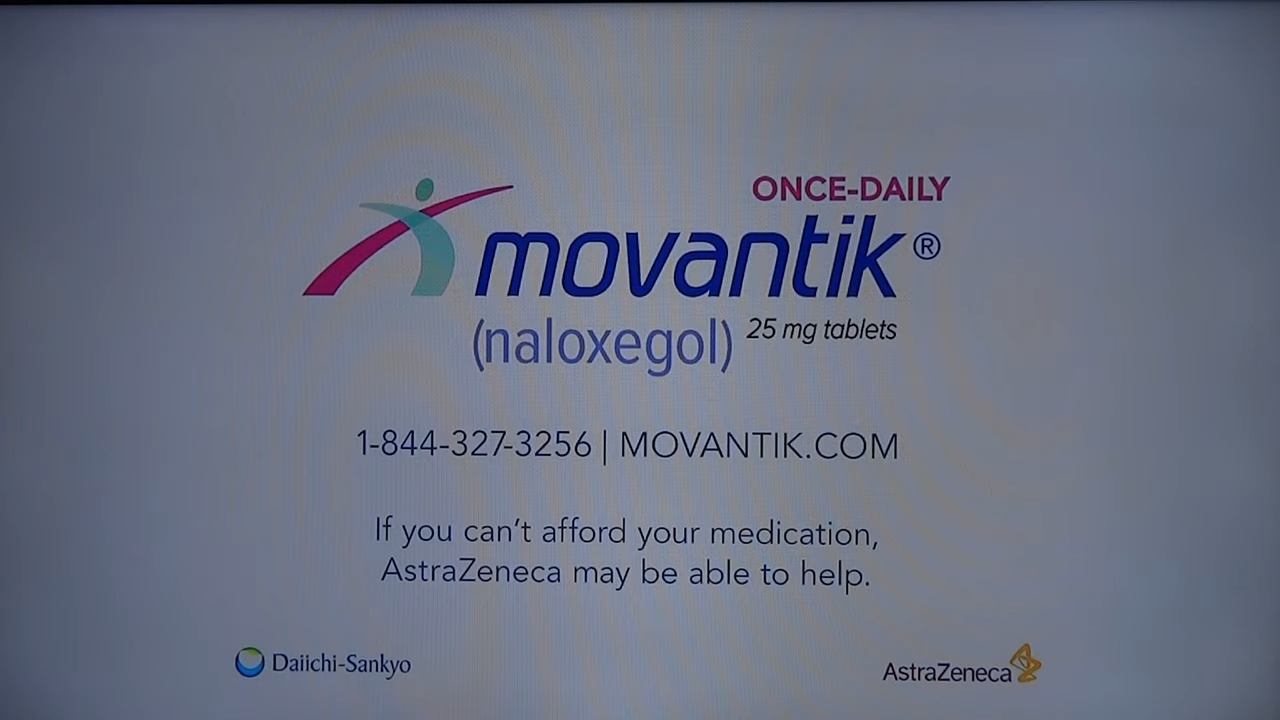 ONCE-DAILY
movantik®
(naloxegol) 25 mg tablets
1-844-327-3256 | MOVANTIK.COM
If you can't afford your medication,
AstraZeneca may be able to help.
Daiichi-Sankyo
AstraZeneca